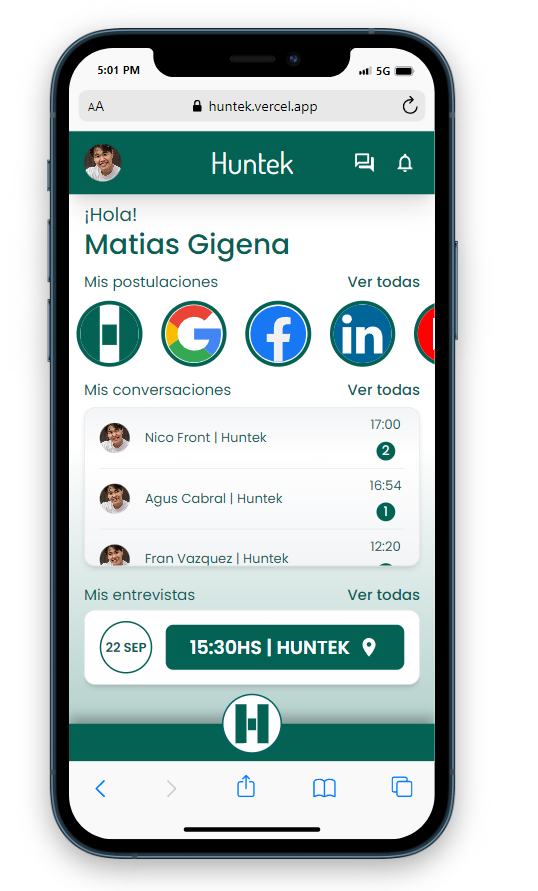 5:01 PM 5G
AA huntek.vercel.app
Huntek
¡Hola!
Matias Gigena
Mis postulaciones Ver todas
in
Mis conversaciones Ver todas
17:00
Nico Front | Huntek
2
16:54
Agus Cabral | Huntek
1
12:20
Fran Vazquez | Huntek
Mis entrevistas Ver todas
22 SEP 15:30HS | HUNTEK